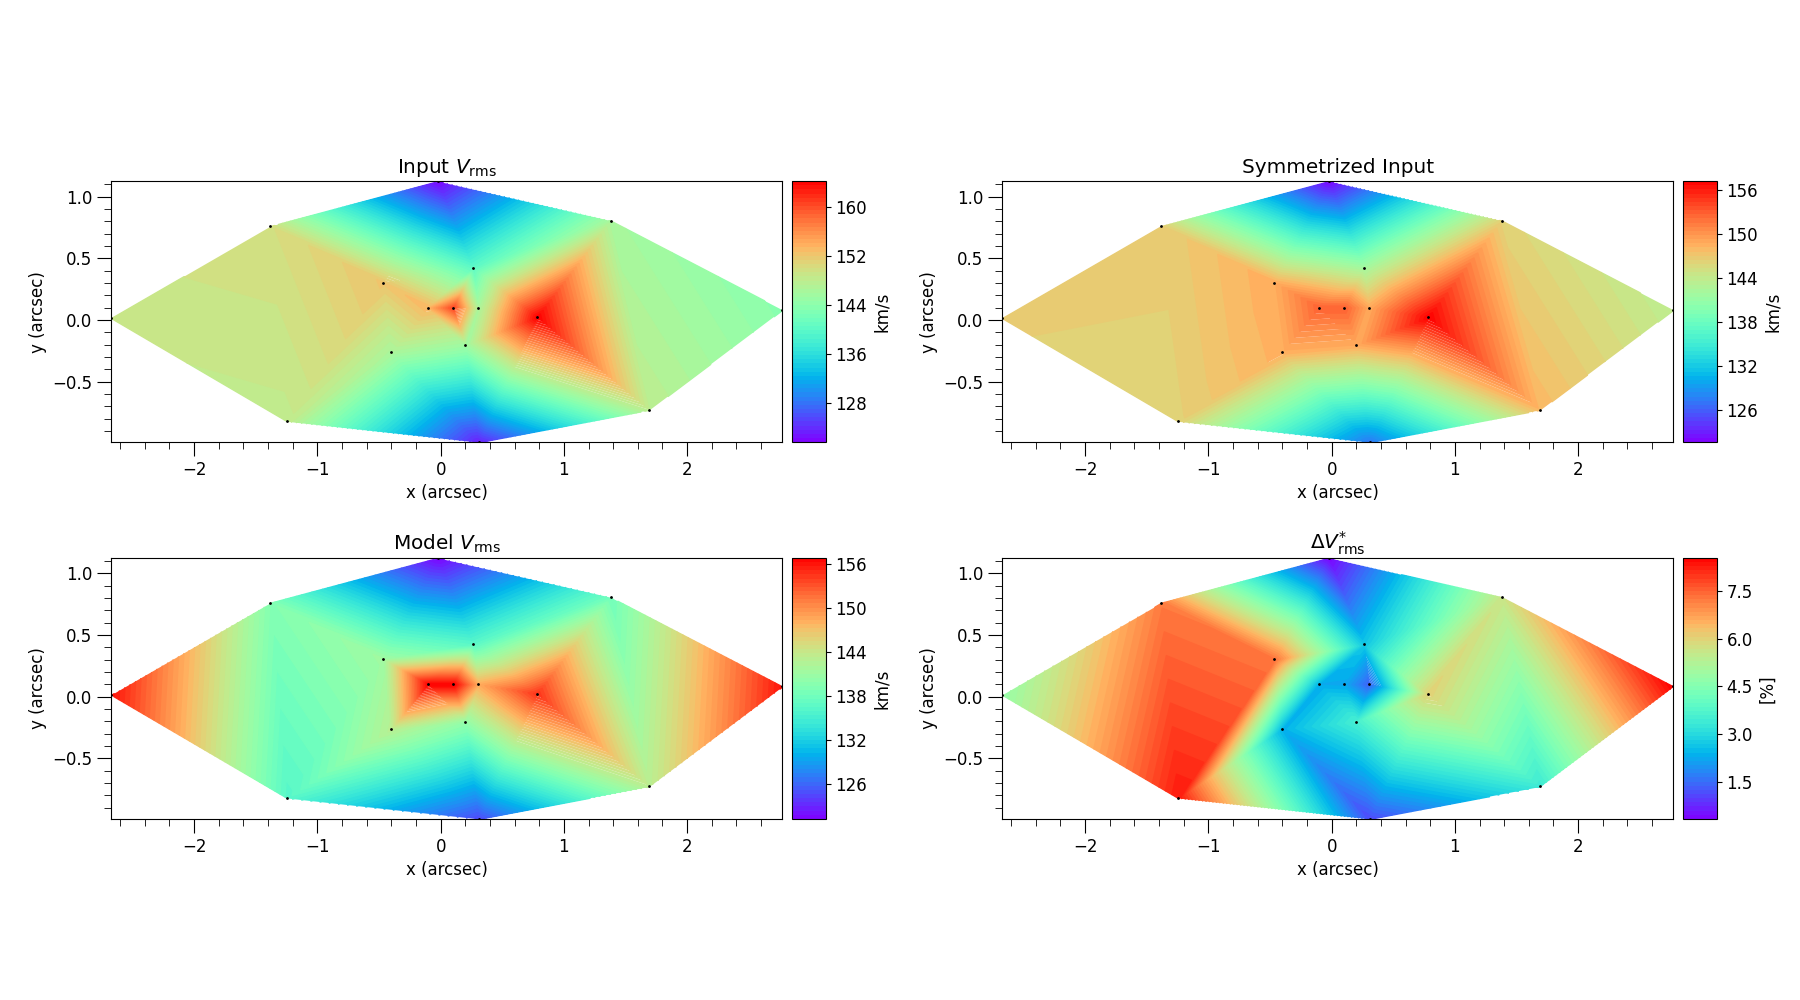 Input V_rms
Symmetrized Input
1.0
0.5
0.0
−0.5
y (arcsec)
−2 −1 0 1 2
x (arcsec)
160
152
144
136
128
km/s
1.0
0.5
0.0
−0.5
y (arcsec)
−2 −1 0 1 2
x (arcsec)
156
150
144
138
132
126
km/s
Model V_rms
ΔV*_rms
1.0
0.5
0.0
−0.5
y (arcsec)
−2 −1 0 1 2
x (arcsec)
156
150
144
138
132
126
km/s
1.0
0.5
0.0
−0.5
y (arcsec)
−2 −1 0 1 2
x (arcsec)
7.5
6.0
4.5
3.0
1.5
[%]